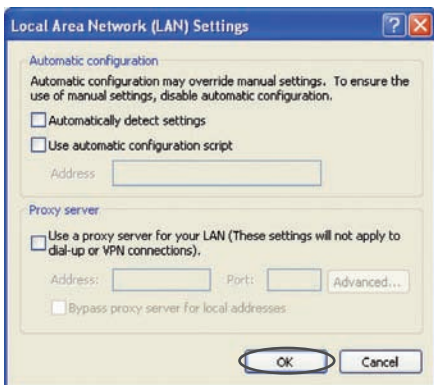 Local Area Network (LAN) Settings
Automatic configuration
Automatic configuration may override manual settings. To ensure the
use of manual settings, disable automatic configuration.
Automatically detect settings
Use automatic configuration script
Address
Proxy server
Use a proxy server for your LAN (These settings will not apply to
dial-up or VPN connections).
Address:
Port:
Advanced...
Bypass proxy server for local addresses
OK
Cancel